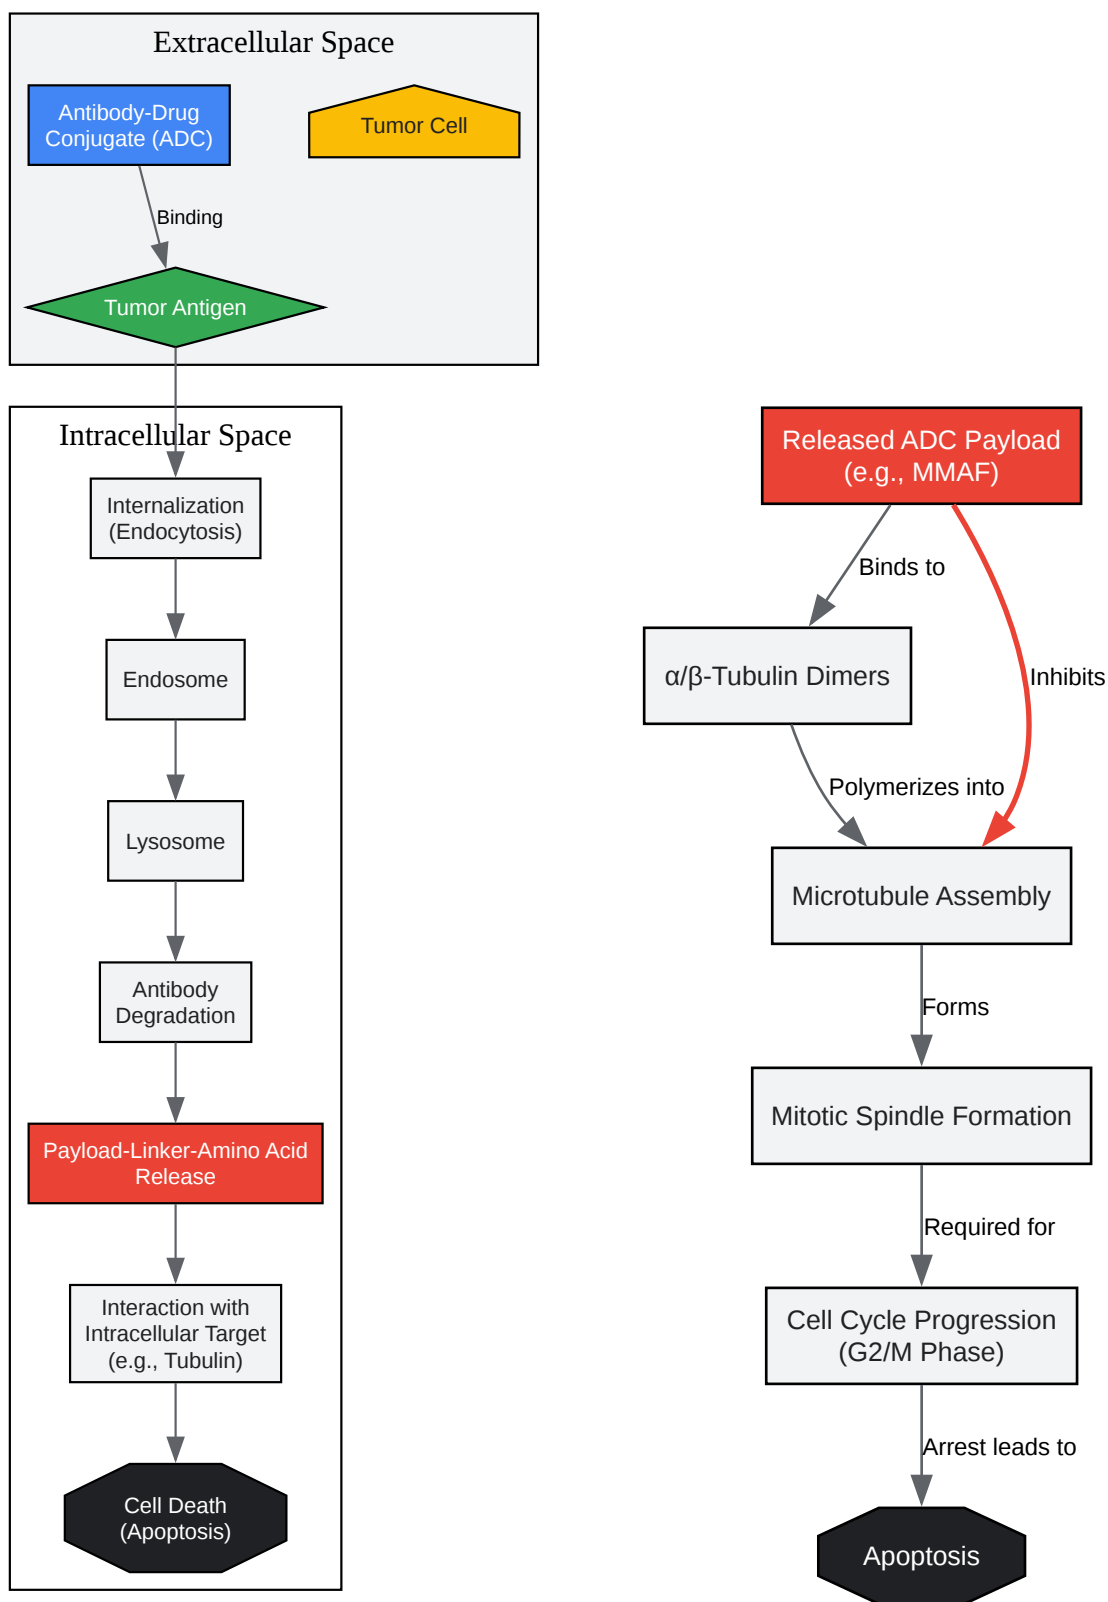 Extracellular Space
Antibody-Drug
Conjugate (ADC)
Tumor Cell
Binding
Tumor Antigen
Intracellular Space
Internalization
(Endocytosis)
Endosome
Lysosome
Antibody
Degradation
Payload-Linker-Amino Acid
Release
Interaction with
Intracellular Target
(e.g., Tubulin)
Cell Death
(Apoptosis)
Released ADC Payload
(e.g., MMAF)
Binds to
α/β-Tubulin Dimers
Inhibits
Polymerizes into
Microtubule Assembly
Forms
Mitotic Spindle Formation
Required for
Cell Cycle Progression
(G2/M Phase)
Arrest leads to
Apoptosis